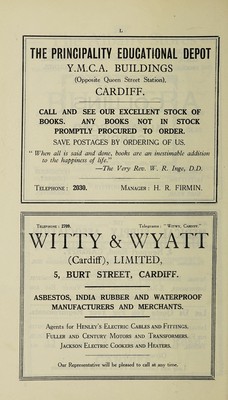 L
THE PRINCIPALITY EDUCATIONAL DEPOT
Y.M.C.A. BUILDINGS
(Opposite Queen Street Station),
CARDIFF.
CALL AND SEE OUR EXCELLENT STOCK OF
BOOKS. ANY BOOKS NOT IN STOCK
PROMPTLY PROCURED TO ORDER.
SAVE POSTAGES BY ORDERING OF US.
"When all is said and done, books are an inestimable addition
to the happiness of life."
—The Very Rev. W. R. Inge, D.D.
TELEPHONE: 2030. MANAGER: H. R. FIRMIN.
TELEPHONE: 2700. Telegrams: "WITWY, CARDIFF."
WITTY & WYATT
(Cardiff), LIMITED,
5, BURT STREET, CARDIFF.
ASBESTOS, INDIA RUBBER AND WATERPROOF
MANUFACTURERS AND MERCHANTS.
Agents for HENLEY'S ELECTRIC CABLES AND FITTINGS.
FULLER AND CENTURY MOTORS AND TRANSFORMERS.
JACKSON ELECTRIC COOKERS AND HEATERS.
Our Representative will be pleased to call at any time.